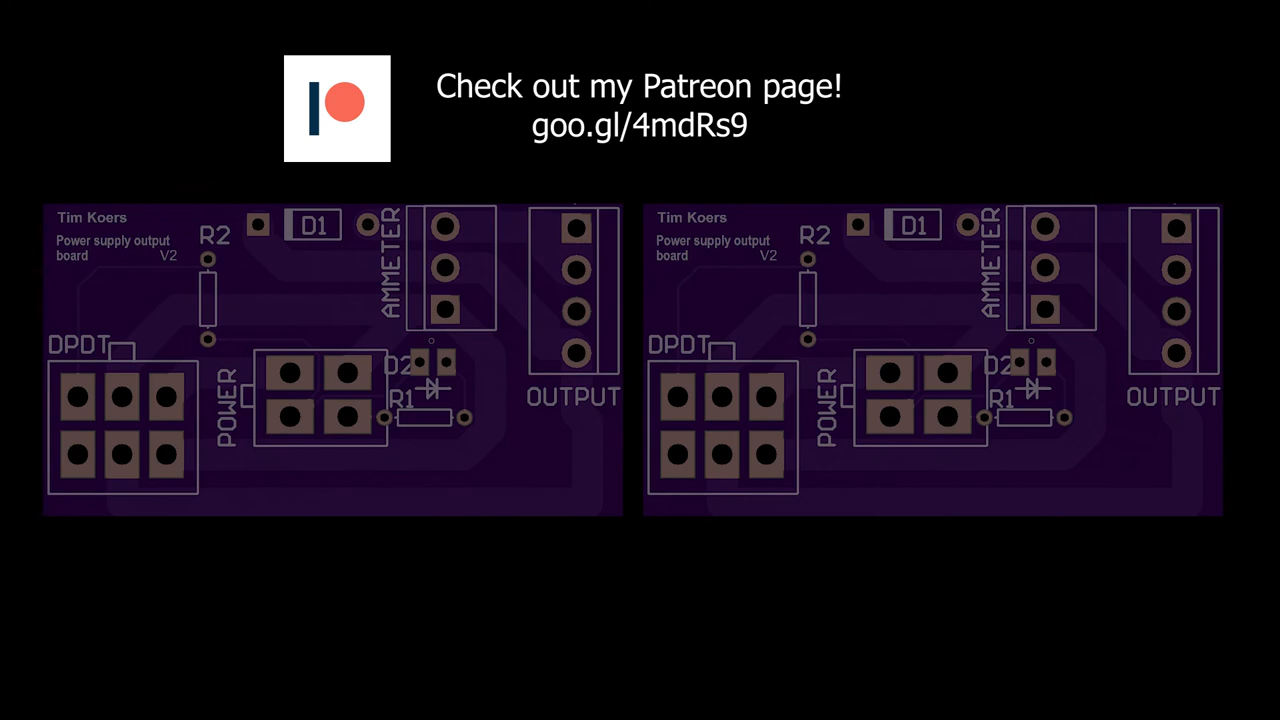 Check out my Patreon page!
goo.gl/4mdRs9
Tim Koers
Power supply output
board V2
R2
D1
AMMETER
DPDT
POWER
D2
R1
OUTPUT
Tim Koers
Power supply output
board V2
R2
D1
AMMETER
DPDT
POWER
D2
R1
OUTPUT